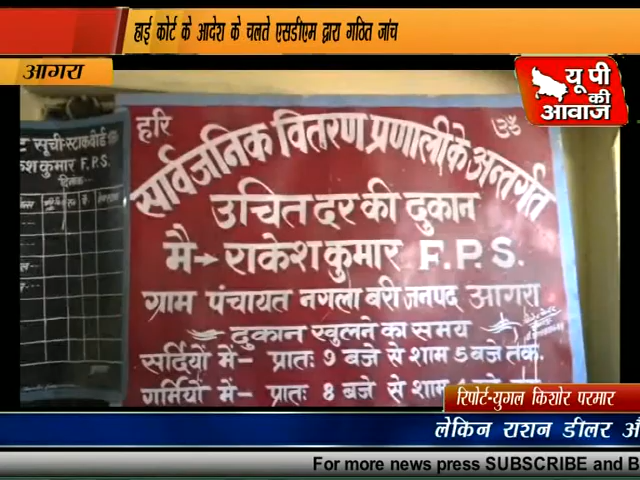 हाई कोर्ट के आदेश के चलते एसडीएम द्वारा गठित जांच
आगरा
यू पी
की
आवाज
सूची-स्टाकबोर्ड
कुमार F.P.S.
दिनांक
हरि
ॐ
सार्वजनिक वितरण प्रणाली के अन्तर्गत
उचित दर की दुकान
मै→ राकेश कुमार F.P.S.
ग्राम पंचायत नगला बरी जनपद आगरा
दुकान खुलने का समय
सर्दियों में- प्रातः 9 बजे से शाम 5 बजे तक.
गर्मियों में- प्रातः 8 बजे से शाम
रिपोर्ट-युगल किशोर परमार
लेकिन राशन डीलर औ
For more news press SUBSCRIBE and B